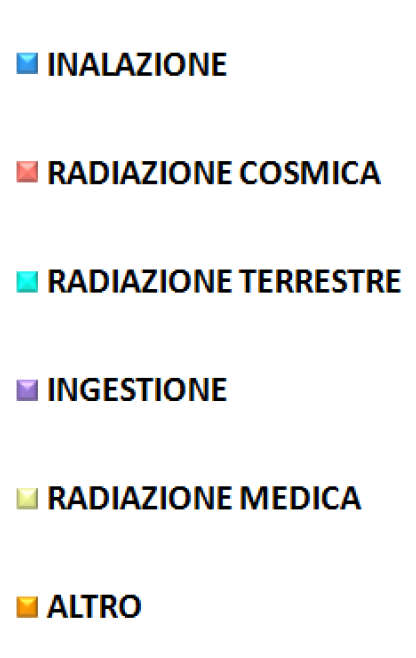 INALAZIONE
RADIAZIONE COSMICA
RADIAZIONE TERRESTRE
INGESTIONE
RADIAZIONE MEDICA
ALTRO